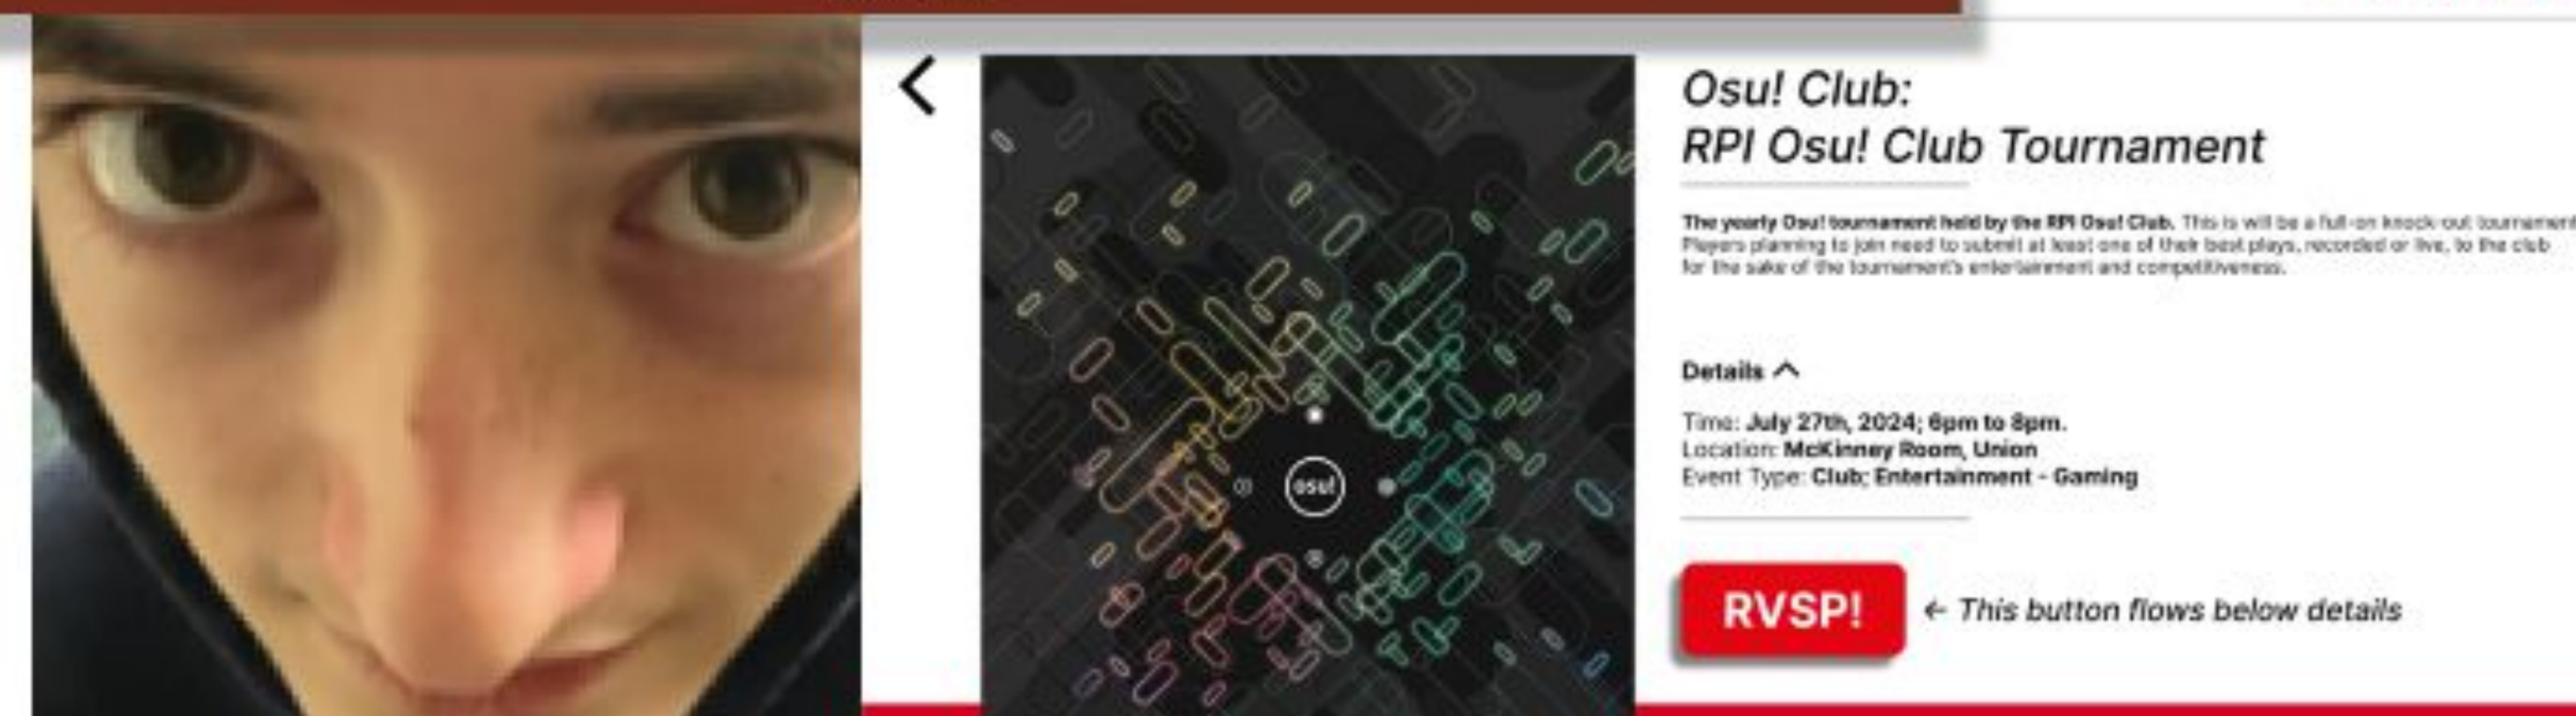 Osu! Club:
RPI Osu! Club Tournament
The yearly Osu! tournament held by the RPI Osu! Club. This is will be a full-on knock-out tournament
Players planning to join need to submit at least one of their best plays, recorded or live, to the club
for the sake of the tournament's entertainment and competitiveness.
Details
Time: July 27th, 2024; 6pm to 8pm.
Location: McKinney Room, Union
Event Type: Club; Entertainment - Gaming
osu!
RVSP!
← This button flows below details